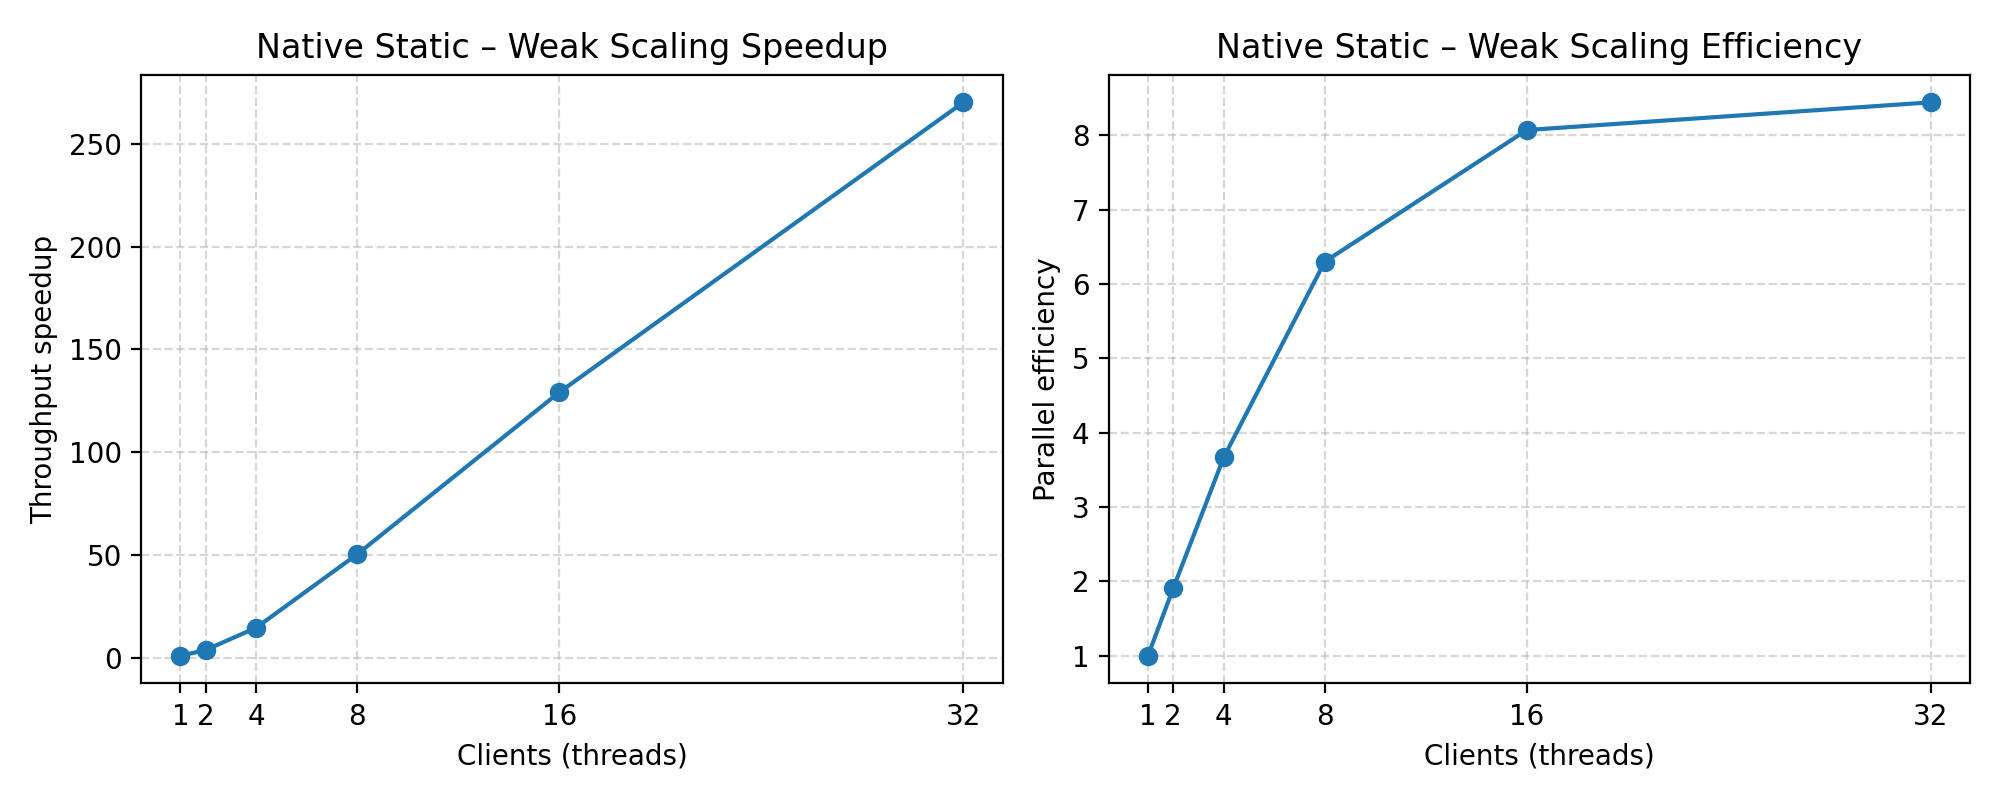 Native Static – Weak Scaling Speedup
Throughput speedup
250
200
150
100
50
0
1 2 4 8 16 32
Clients (threads)
Native Static – Weak Scaling Efficiency
Parallel efficiency
8
7
6
5
4
3
2
1
1 2 4 8 16 32
Clients (threads)